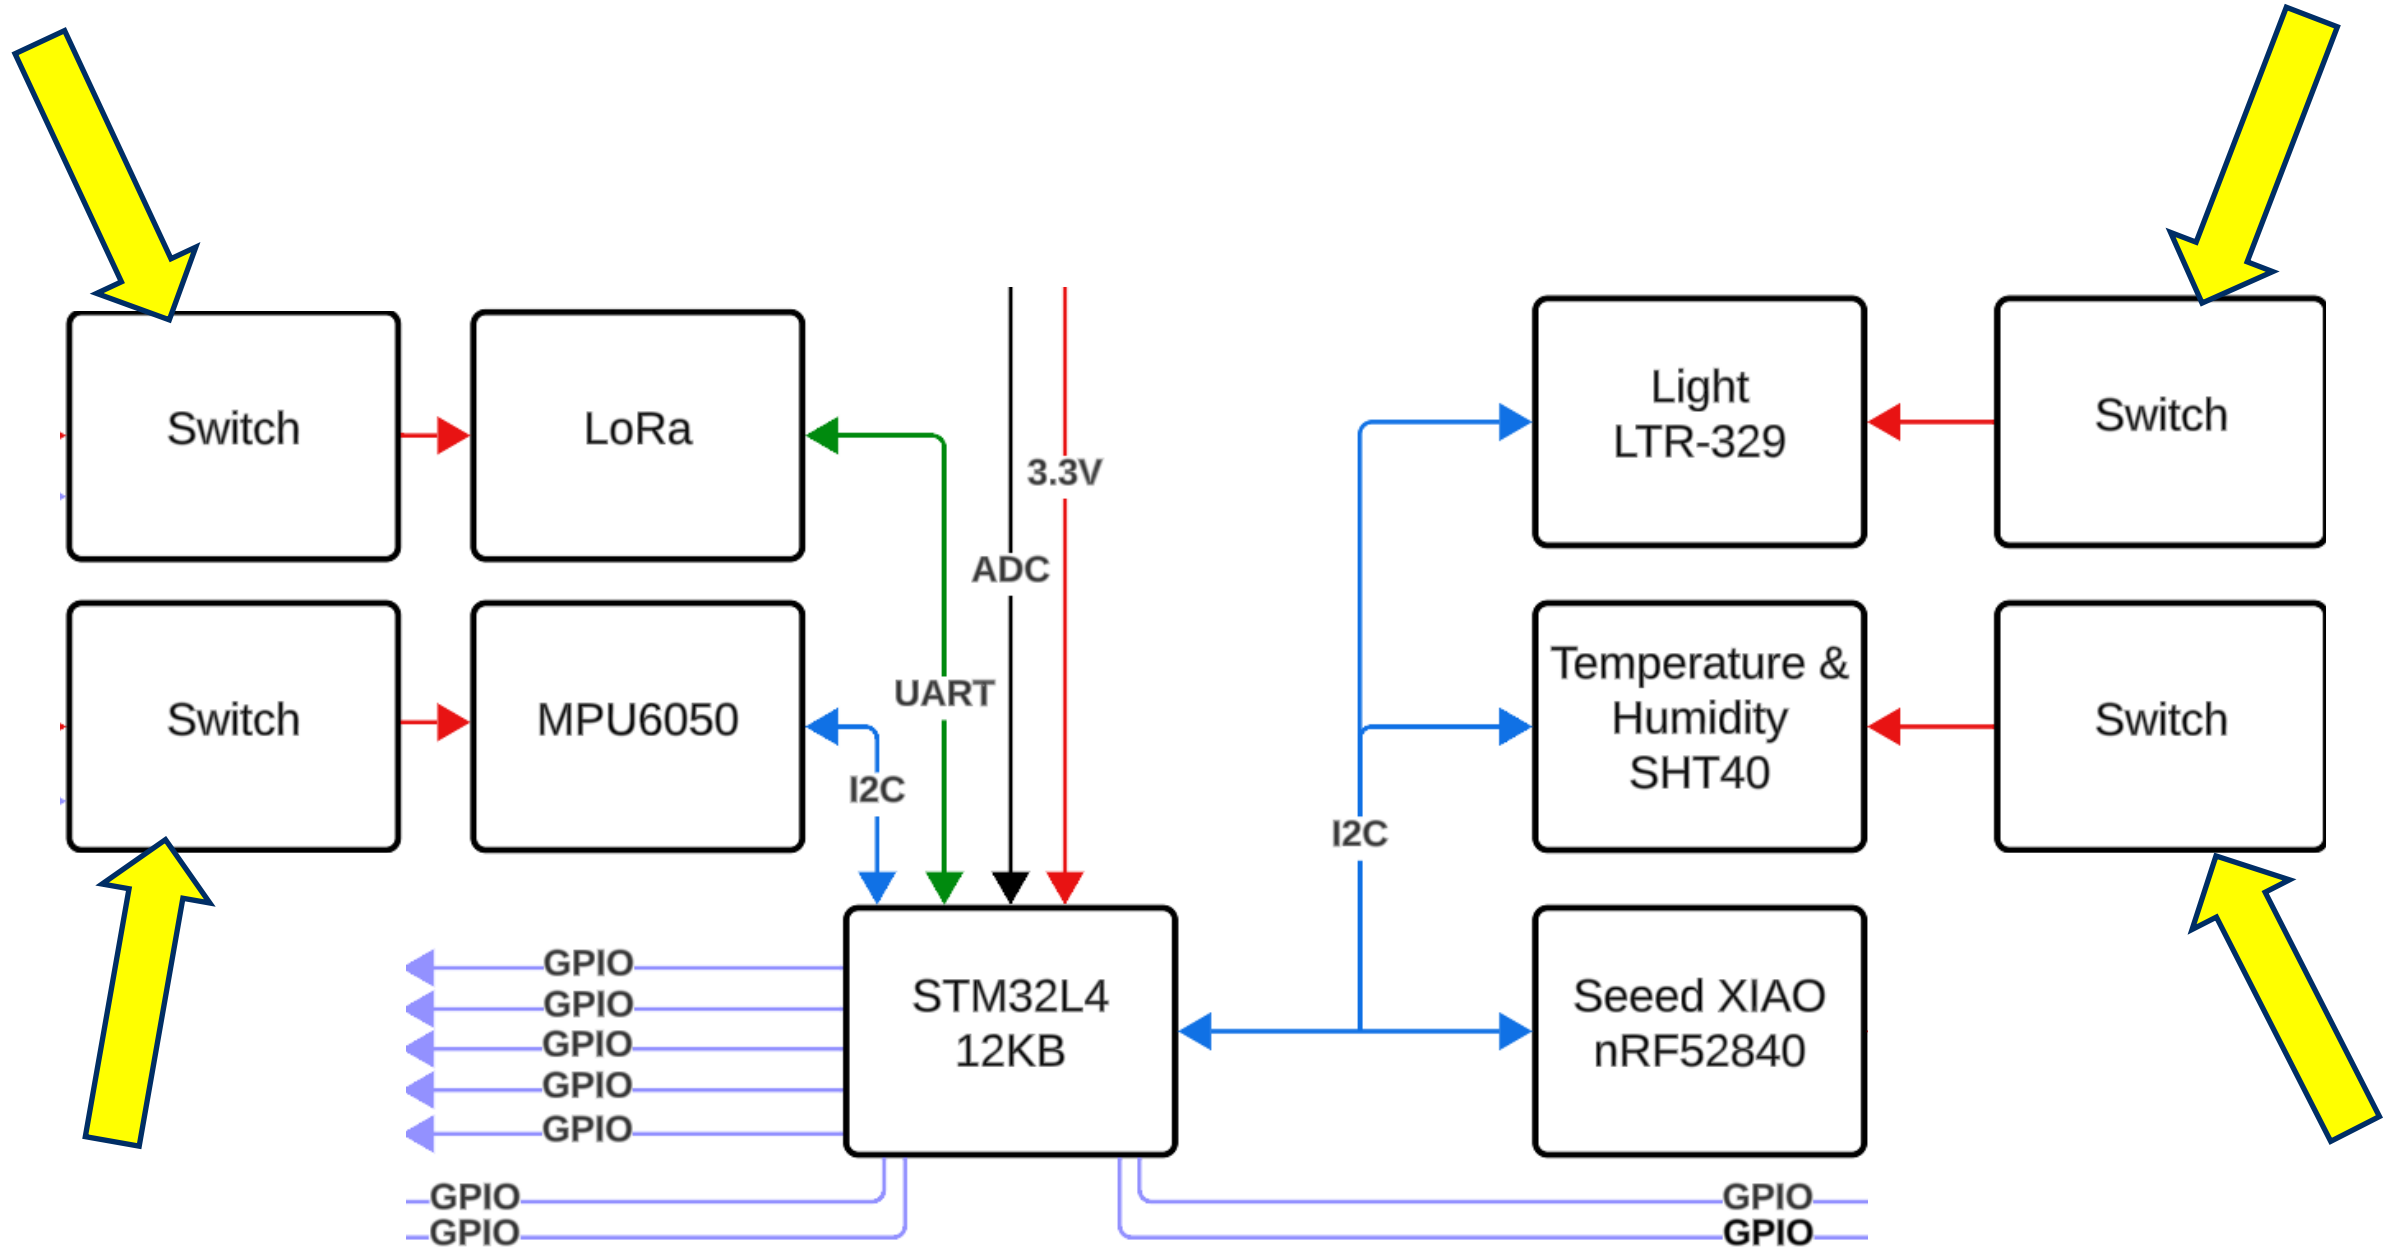 Switch
LoRa
3.3V
ADC
UART
Light
LTR-329
Switch
Switch
MPU6050
I2C
Temperature &
Humidity
SHT40
Switch
I2C
GPIO
GPIO
GPIO
GPIO
GPIO
STM32L4
12KB
Seeed XIAO
nRF52840
GPIO
GPIO
GPIO
GPIO